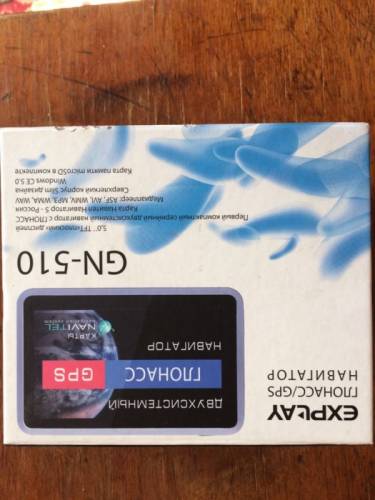 EXPLAY
ГЛОНАСС/GPS
НАВИГАТОР
ДВУХСИСТЕМНЫЙ
ГЛОНАСС GPS
НАВИГАТОР
КАРТЫ
NAVITEL
GN-510
5,0" TFT "плоский" дисплей
Первый компактный серийный двухсистемный навигатор с ГЛОНАСС
Карта Навител Навигатор 5 - Россия
Медиаплеер: ASF, AVI, WMV, MP3, WMA, WAV
Сверхлегкий корпус Slim дизайна
Windows CE 5.0
Карта памяти microSD в комплекте